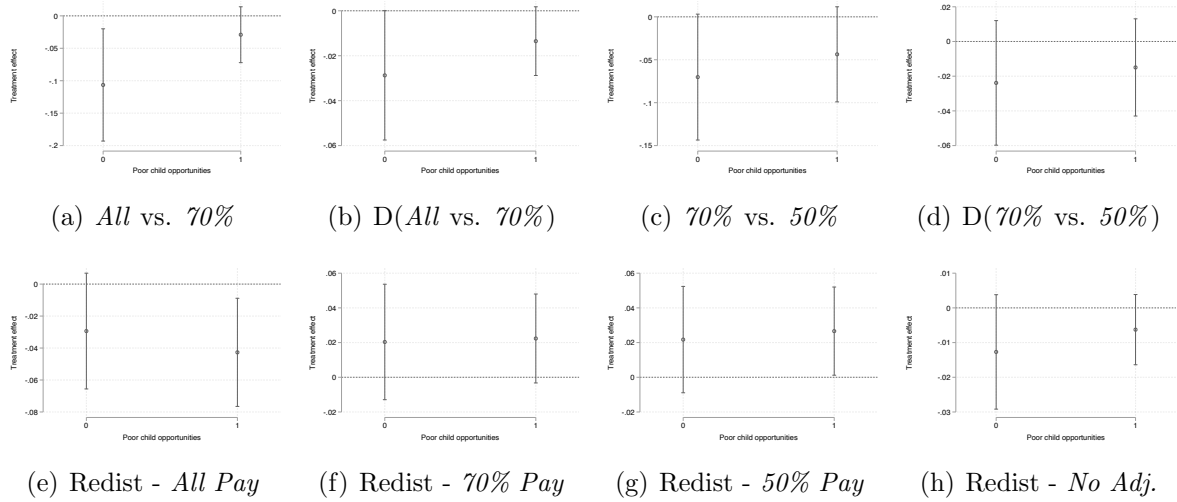 0
-.05
-.1
-.15
-.2
Treatment effect
0 1
Poor child opportunities
(a) All vs. 70%
0
-.02
-.04
-.06
Treatment effect
0 1
Poor child opportunities
(b) D(All vs. 70%)
0
-.05
-.1
-.15
Treatment effect
0 1
Poor child opportunities
(c) 70% vs. 50%
.02
0
-.02
-.04
-.06
Treatment effect
0 1
Poor child opportunities
(d) D(70% vs. 50%)
0
-.02
-.04
-.06
-.08
Treatment effect
0 1
Poor child opportunities
(e) Redist - All Pay
.06
.04
.02
0
-.02
Treatment effect
0 1
Poor child opportunities
(f) Redist - 70% Pay
.06
.04
.02
0
-.02
Treatment effect
0 1
Poor child opportunities
(g) Redist - 50% Pay
.01
0
-.01
-.02
-.03
Treatment effect
0 1
Poor child opportunities
(h) Redist - No Adj.